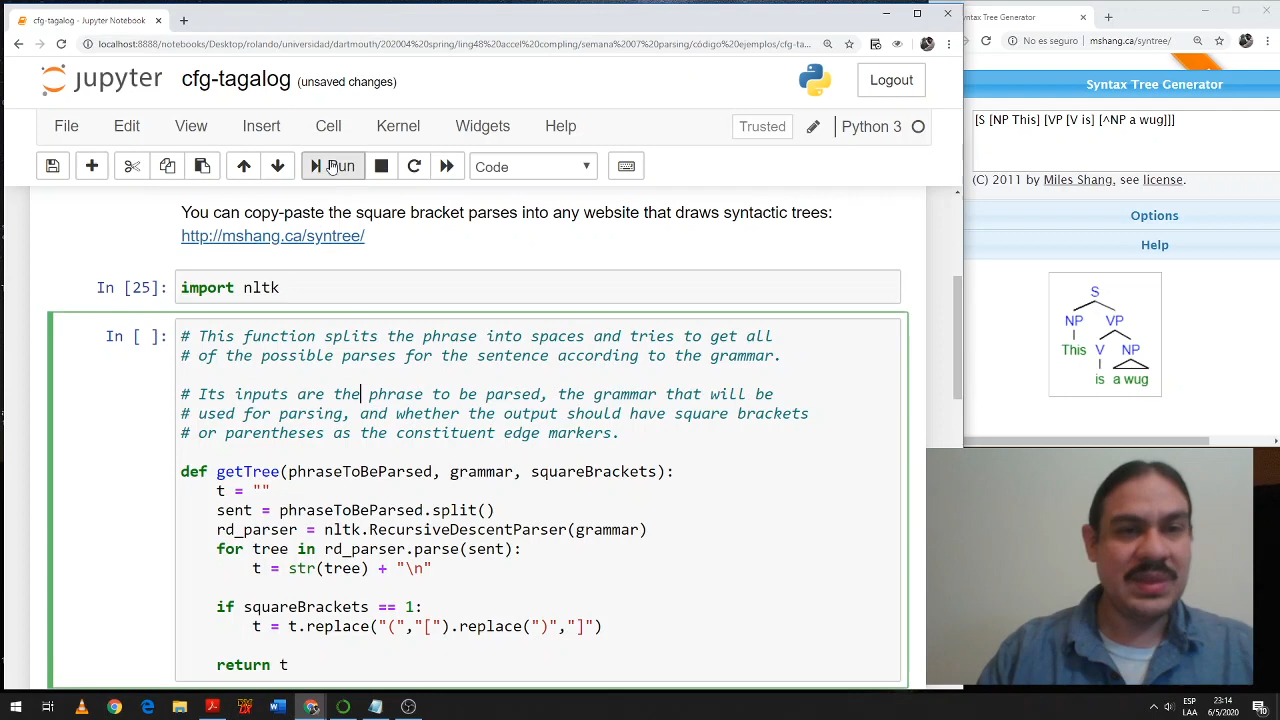 cfg-tagalog - Jupyter Notebook
localhost:8888/notebooks/Desktop/rolando/universidad/dartmouth/202004%20spring/ling48%20accel%20compling/semana%2007%20parsing/código%20ejemplos/cfg-ta...
jupyter cfg-tagalog (unsaved changes)
Logout
File Edit View Insert Cell Kernel Widgets Help
Trusted Python 3
Run Code
You can copy-paste the square bracket parses into any website that draws syntactic trees:
http://mshang.ca/syntree/
In [25]: import nltk
In [ ]: # This function splits the phrase into spaces and tries to get all
# of the possible parses for the sentence according to the grammar.
# Its inputs are the phrase to be parsed, the grammar that will be
# used for parsing, and whether the output should have square brackets
# or parentheses as the constituent edge markers.
def getTree(phraseToBeParsed, grammar, squareBrackets):
t = ""
sent = phraseToBeParsed.split()
rd_parser = nltk.RecursiveDescentParser(grammar)
for tree in rd_parser.parse(sent):
t = str(tree) + "\n"
if squareBrackets == 1:
t = t.replace("(","[").replace(")","]")
return t
ntax Tree Generator
No es seguro mshang.ca/syntree/
Syntax Tree Generator
[S [NP This] [VP [V is] [^NP a wug]]]
(C) 2011 by Miles Shang, see license.
Options
Help
S
NP VP
This V NP
is a wug
ESP
LAA
23:14
6/5/2020